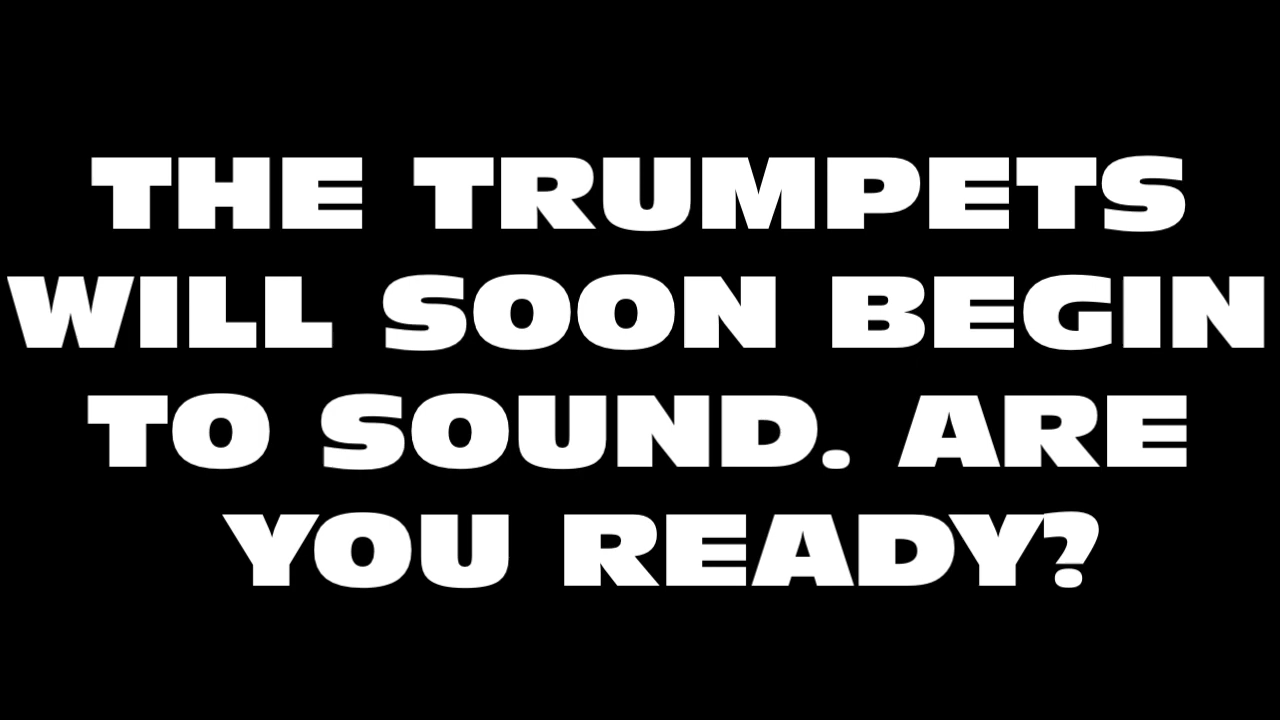 THE TRUMPETS
WILL SOON BEGIN
TO SOUND. ARE
YOU READY?